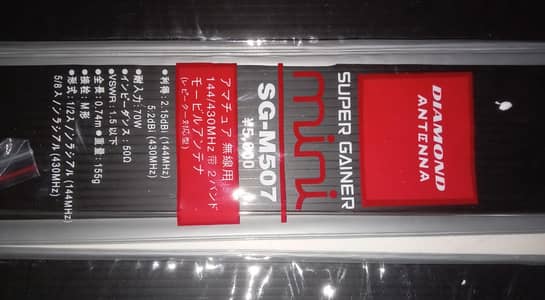 DIAMOND
ANTENNA
SUPER GAINER
mini
SG-M507
¥5,800
アマチュア無線用
144/430MHz帯2バンド
モービルアンテナ
(レピーター対応型)
●利得：2.15dBi (144MHz)
5.2dBi (430MHz)
●耐入力：70W
●インピーダンス：50Ω
●VSWR：1.5以下
●全長：0.74m ●重量：155g
●接栓：M形
●形式：1/2λノンラジアル (144MHz)
5/8λノンラジアル (430MHz)